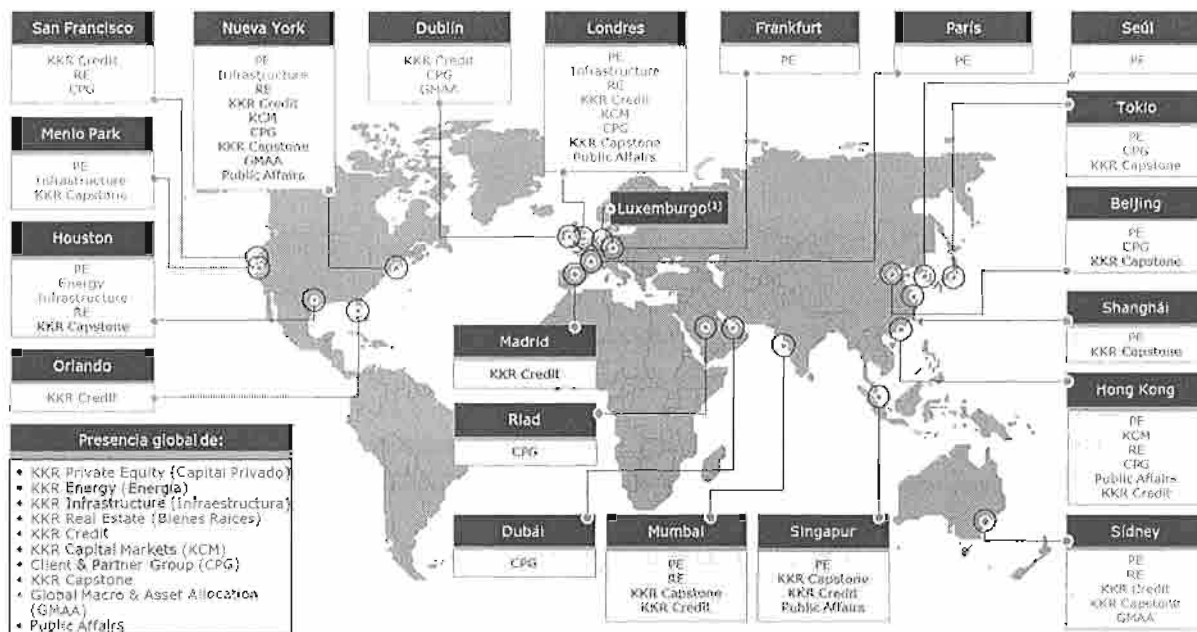 San Francisco
KKR Credit
RE
CPG
Nueva York
PE
Infrastructure
RE
KKR Credit
KCM
CPG
KKR Capstone
GMAA
Public Affairs
Dublín
KKR Credit
CPG
GMAA
Londres
PE
Infrastructure
RE
KKR Credit
KCM
CPG
KKR Capstone
Public Affairs
Frankfurt
PE
París
PE
Seúl
PE
Menlo Park
PE
Infrastructure
KKR Capstone
Tokio
PE
CPG
KKR Capstone
Luxemburgo(1)
Houston
PE
Energy
Infrastructure
RE
KKR Capstone
Beijing
PE
CPG
KKR Capstone
Orlando
KKR Credit
Madrid
KKR Credit
Shanghái
PE
KKR Capstone
Riad
CPG
Hong Kong
PE
KCM
RE
CPG
Public Affairs
KKR Credit
Presencia global de:
• KKR Private Equity (Capital Privado)
• KKR Energy (Energía)
• KKR Infrastructure (Infraestructura)
• KKR Real Estate (Bienes Raíces)
• KKR Credit
• KKR Capital Markets (KCM)
• Client & Partner Group (CPG)
• KKR Capstone
• Global Macro & Asset Allocation
(GMAA)
• Public Affairs
Dubái
CPG
Mumbai
PE
RE
KKR Capstone
KKR Credit
Singapur
PE
KKR Capstone
KKR Credit
Public Affairs
Sídney
PE
RE
KKR Credit
KKR Capstone
GMAA